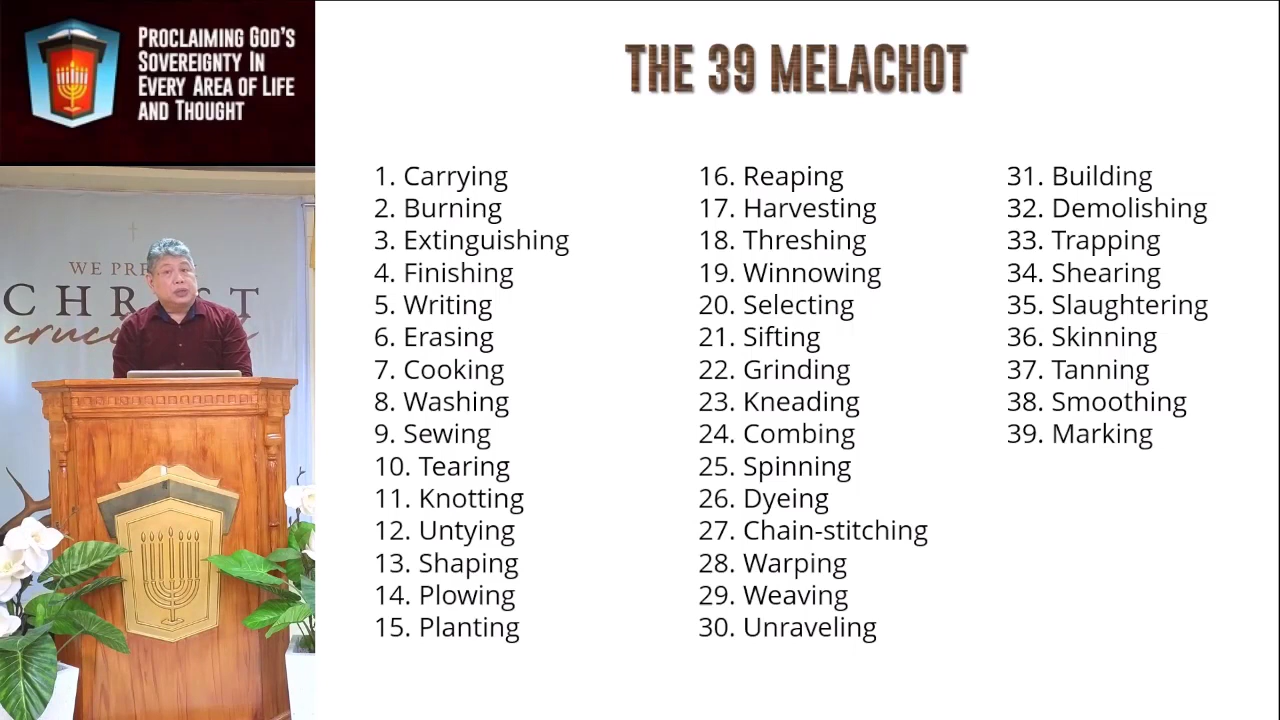 PROCLAIMING GOD'S
SOVEREIGNTY IN
EVERY AREA OF LIFE
AND THOUGHT
WE PRE
CHR ST
THE 39 MELACHOT
1. Carrying
2. Burning
3. Extinguishing
4. Finishing
5. Writing
6. Erasing
7. Cooking
8. Washing
9. Sewing
10. Tearing
11. Knotting
12. Untying
13. Shaping
14. Plowing
15. Planting
16. Reaping
17. Harvesting
18. Threshing
19. Winnowing
20. Selecting
21. Sifting
22. Grinding
23. Kneading
24. Combing
25. Spinning
26. Dyeing
27. Chain-stitching
28. Warping
29. Weaving
30. Unraveling
31. Building
32. Demolishing
33. Trapping
34. Shearing
35. Slaughtering
36. Skinning
37. Tanning
38. Smoothing
39. Marking